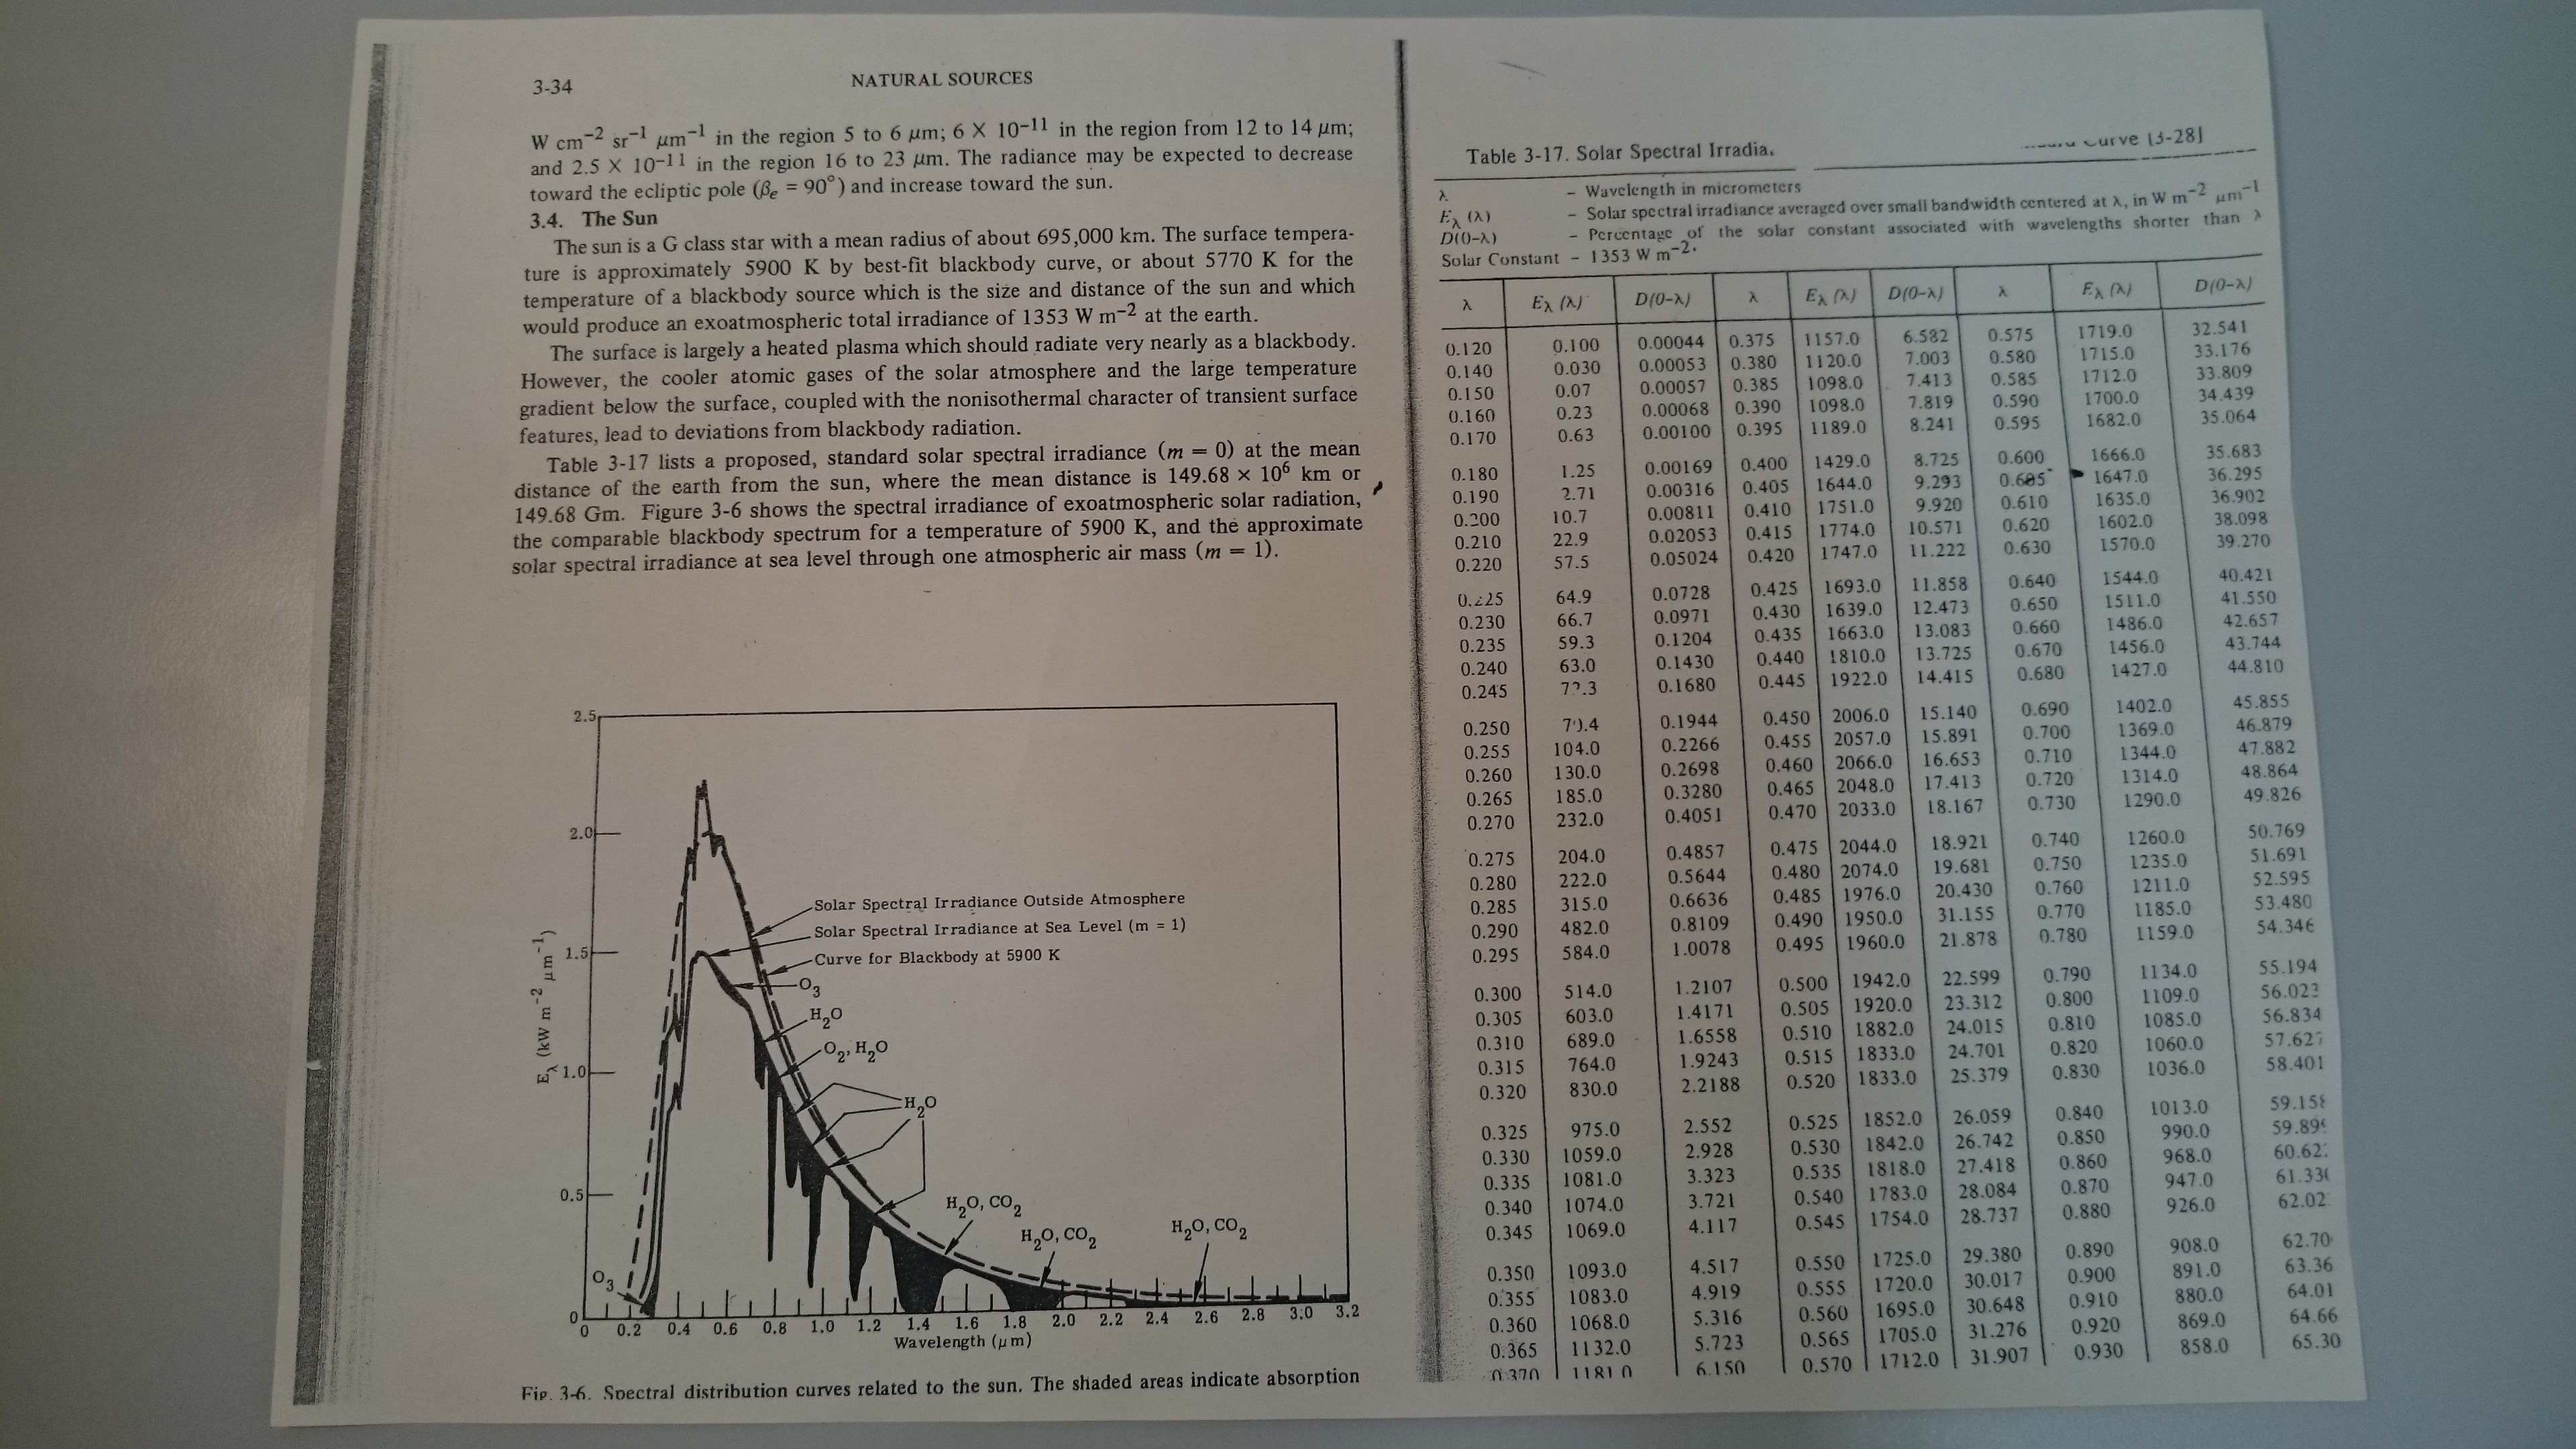 3-34 NATURAL SOURCES
W cm−2 sr−1 μm−1 in the region 5 to 6 μm; 6 X 10−11 in the region from 12 to 14 μm;
and 2.5 X 10−11 in the region 16 to 23 μm. The radiance may be expected to decrease
toward the ecliptic pole (βe = 90°) and increase toward the sun.
3.4. The Sun
The sun is a G class star with a mean radius of about 695,000 km. The surface tempera-
ture is approximately 5900 K by best-fit blackbody curve, or about 5770 K for the
temperature of a blackbody source which is the size and distance of the sun and which
would produce an exoatmospheric total irradiance of 1353 W m−2 at the earth.
The surface is largely a heated plasma which should radiate very nearly as a blackbody.
However, the cooler atomic gases of the solar atmosphere and the large temperature
gradient below the surface, coupled with the nonisothermal character of transient surface
features, lead to deviations from blackbody radiation.
Table 3-17 lists a proposed, standard solar spectral irradiance (m = 0) at the mean
distance of the earth from the sun, where the mean distance is 149.68 × 10⁶ km or
149.68 Gm. Figure 3-6 shows the spectral irradiance of exoatmospheric solar radiation,
the comparable blackbody spectrum for a temperature of 5900 K, and the approximate
solar spectral irradiance at sea level through one atmospheric air mass (m = 1).
2.5
2.0
1.5
1.0
0.5
0
Eλ (kW m−2 μm−1)
Solar Spectral Irradiance Outside Atmosphere
Solar Spectral Irradiance at Sea Level (m = 1)
Curve for Blackbody at 5900 K
O3
H2O
O2, H2O
H2O
H2O, CO2
H2O, CO2
H2O, CO2
O3
0 0.2 0.4 0.6 0.8 1.0 1.2 1.4 1.6 1.8 2.0 2.2 2.4 2.6 2.8 3.0 3.2
Wavelength (μm)
Fig. 3-6. Spectral distribution curves related to the sun. The shaded areas indicate absorption
Table 3-17. Solar Spectral Curve [3-28]
λ – Wavelength in micrometers
Eλ (λ) – Solar spectral irradiance averaged over small bandwidth centered at λ, in W m−2 μm−1
D(0–λ) – Percentage of the solar constant associated with wavelengths shorter than λ
Solar Constant – 1353 W m−2.
λ Eλ (λ) D(0–λ) λ Eλ (λ) D(0–λ) λ Eλ (λ) D(0–λ)
0.120 0.100 0.00044 0.375 1157.0 6.582 0.575 1719.0 32.541
0.140 0.030 0.00053 0.380 1120.0 7.003 0.580 1715.0 33.176
0.150 0.07 0.00057 0.385 1098.0 7.413 0.585 1712.0 33.809
0.160 0.23 0.00068 0.390 1098.0 7.819 0.590 1700.0 34.439
0.170 0.63 0.00100 0.395 1189.0 8.241 0.595 1682.0 35.064
0.180 1.25 0.00169 0.400 1429.0 8.725 0.600 1666.0 35.683
0.190 2.71 0.00316 0.405 1644.0 9.293 0.605 1647.0 36.295
0.200 10.7 0.00811 0.410 1751.0 9.920 0.610 1635.0 36.902
0.210 22.9 0.02053 0.415 1774.0 10.571 0.620 1602.0 38.098
0.220 57.5 0.05024 0.420 1747.0 11.222 0.630 1570.0 39.270
0.225 64.9 0.0728 0.425 1693.0 11.858 0.640 1544.0 40.421
0.230 66.7 0.0971 0.430 1639.0 12.473 0.650 1511.0 41.550
0.235 59.3 0.1204 0.435 1663.0 13.083 0.660 1486.0 42.657
0.240 63.0 0.1430 0.440 1810.0 13.725 0.670 1456.0 43.744
0.245 0.1680 0.445 1922.0 14.415 0.680 1427.0 44.810
0.250 0.1944 0.450 2006.0 15.140 0.690 1402.0 45.855
0.255 104.0 0.2266 0.455 2057.0 15.891 0.700 1369.0 46.879
0.260 130.0 0.2698 0.460 2066.0 16.653 0.710 1344.0 47.882
0.265 185.0 0.3280 0.465 2048.0 17.413 0.720 1314.0 48.864
0.270 232.0 0.4051 0.470 2033.0 18.167 0.730 1290.0 49.826
0.275 204.0 0.4857 0.475 2044.0 18.921 0.740 1260.0 50.769
0.280 222.0 0.5644 0.480 2074.0 19.681 0.750 1235.0 51.691
0.285 315.0 0.6636 0.485 1976.0 20.430 0.760 1211.0 52.595
0.290 482.0 0.8109 0.490 1950.0 31.155 0.770 1185.0 53.480
0.295 584.0 1.0078 0.495 1960.0 21.878 0.780 1159.0 54.346
0.300 514.0 1.2107 0.500 1942.0 22.599 0.790 1134.0 55.194
0.305 603.0 1.4171 0.505 1920.0 23.312 0.800 1109.0 56.023
0.310 689.0 1.6558 0.510 1882.0 24.015 0.810 1085.0 56.834
0.315 764.0 1.9243 0.515 1833.0 24.701 0.820 1060.0 57.627
0.320 830.0 2.2188 0.520 1833.0 25.379 0.830 1036.0 58.401
0.325 975.0 2.552 0.525 1852.0 26.059 0.840 1013.0 59.158
0.330 1059.0 2.928 0.530 1842.0 26.742 0.850 990.0 59.89
0.335 1081.0 3.323 0.535 1818.0 27.418 0.860 968.0 60.62
0.340 1074.0 3.721 0.540 1783.0 28.084 0.870 947.0 61.33
0.345 1069.0 4.117 0.545 1754.0 28.737 0.880 926.0 62.02
0.350 1093.0 4.517 0.550 1725.0 29.380 0.890 908.0 62.70
0.355 1083.0 4.919 0.555 1720.0 30.017 0.900 891.0 63.36
0.360 1068.0 5.316 0.560 1695.0 30.648 0.910 880.0 64.01
0.365 1132.0 5.723 0.565 1705.0 31.276 0.920 869.0 64.66
0.370 1181.0 6.150 0.570 1712.0 31.907 0.930 858.0 65.30